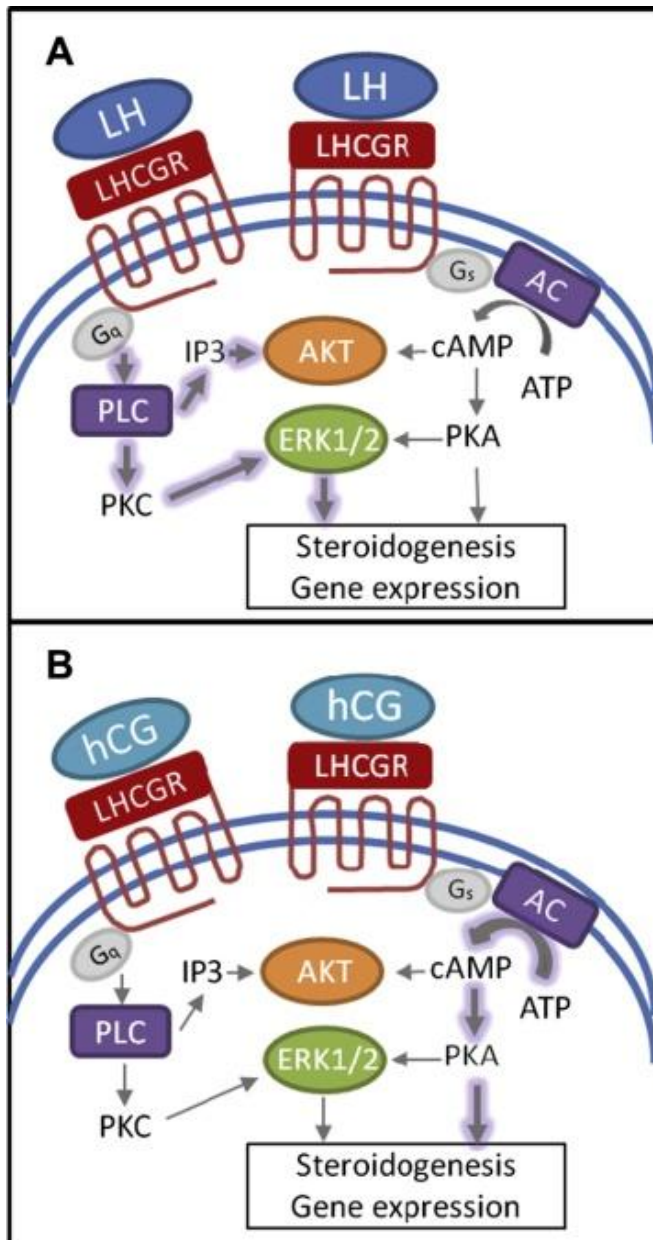 A
LH
LHCGR
LH
LHCGR
Gs
AC
Gq
IP3
AKT
cAMP
ATP
PLC
ERK1/2
PKA
PKC
Steroidogenesis
Gene expression
B
hCG
LHCGR
hCG
LHCGR
Gs
AC
Gq
IP3
AKT
cAMP
ATP
PLC
ERK1/2
PKA
PKC
Steroidogenesis
Gene expression